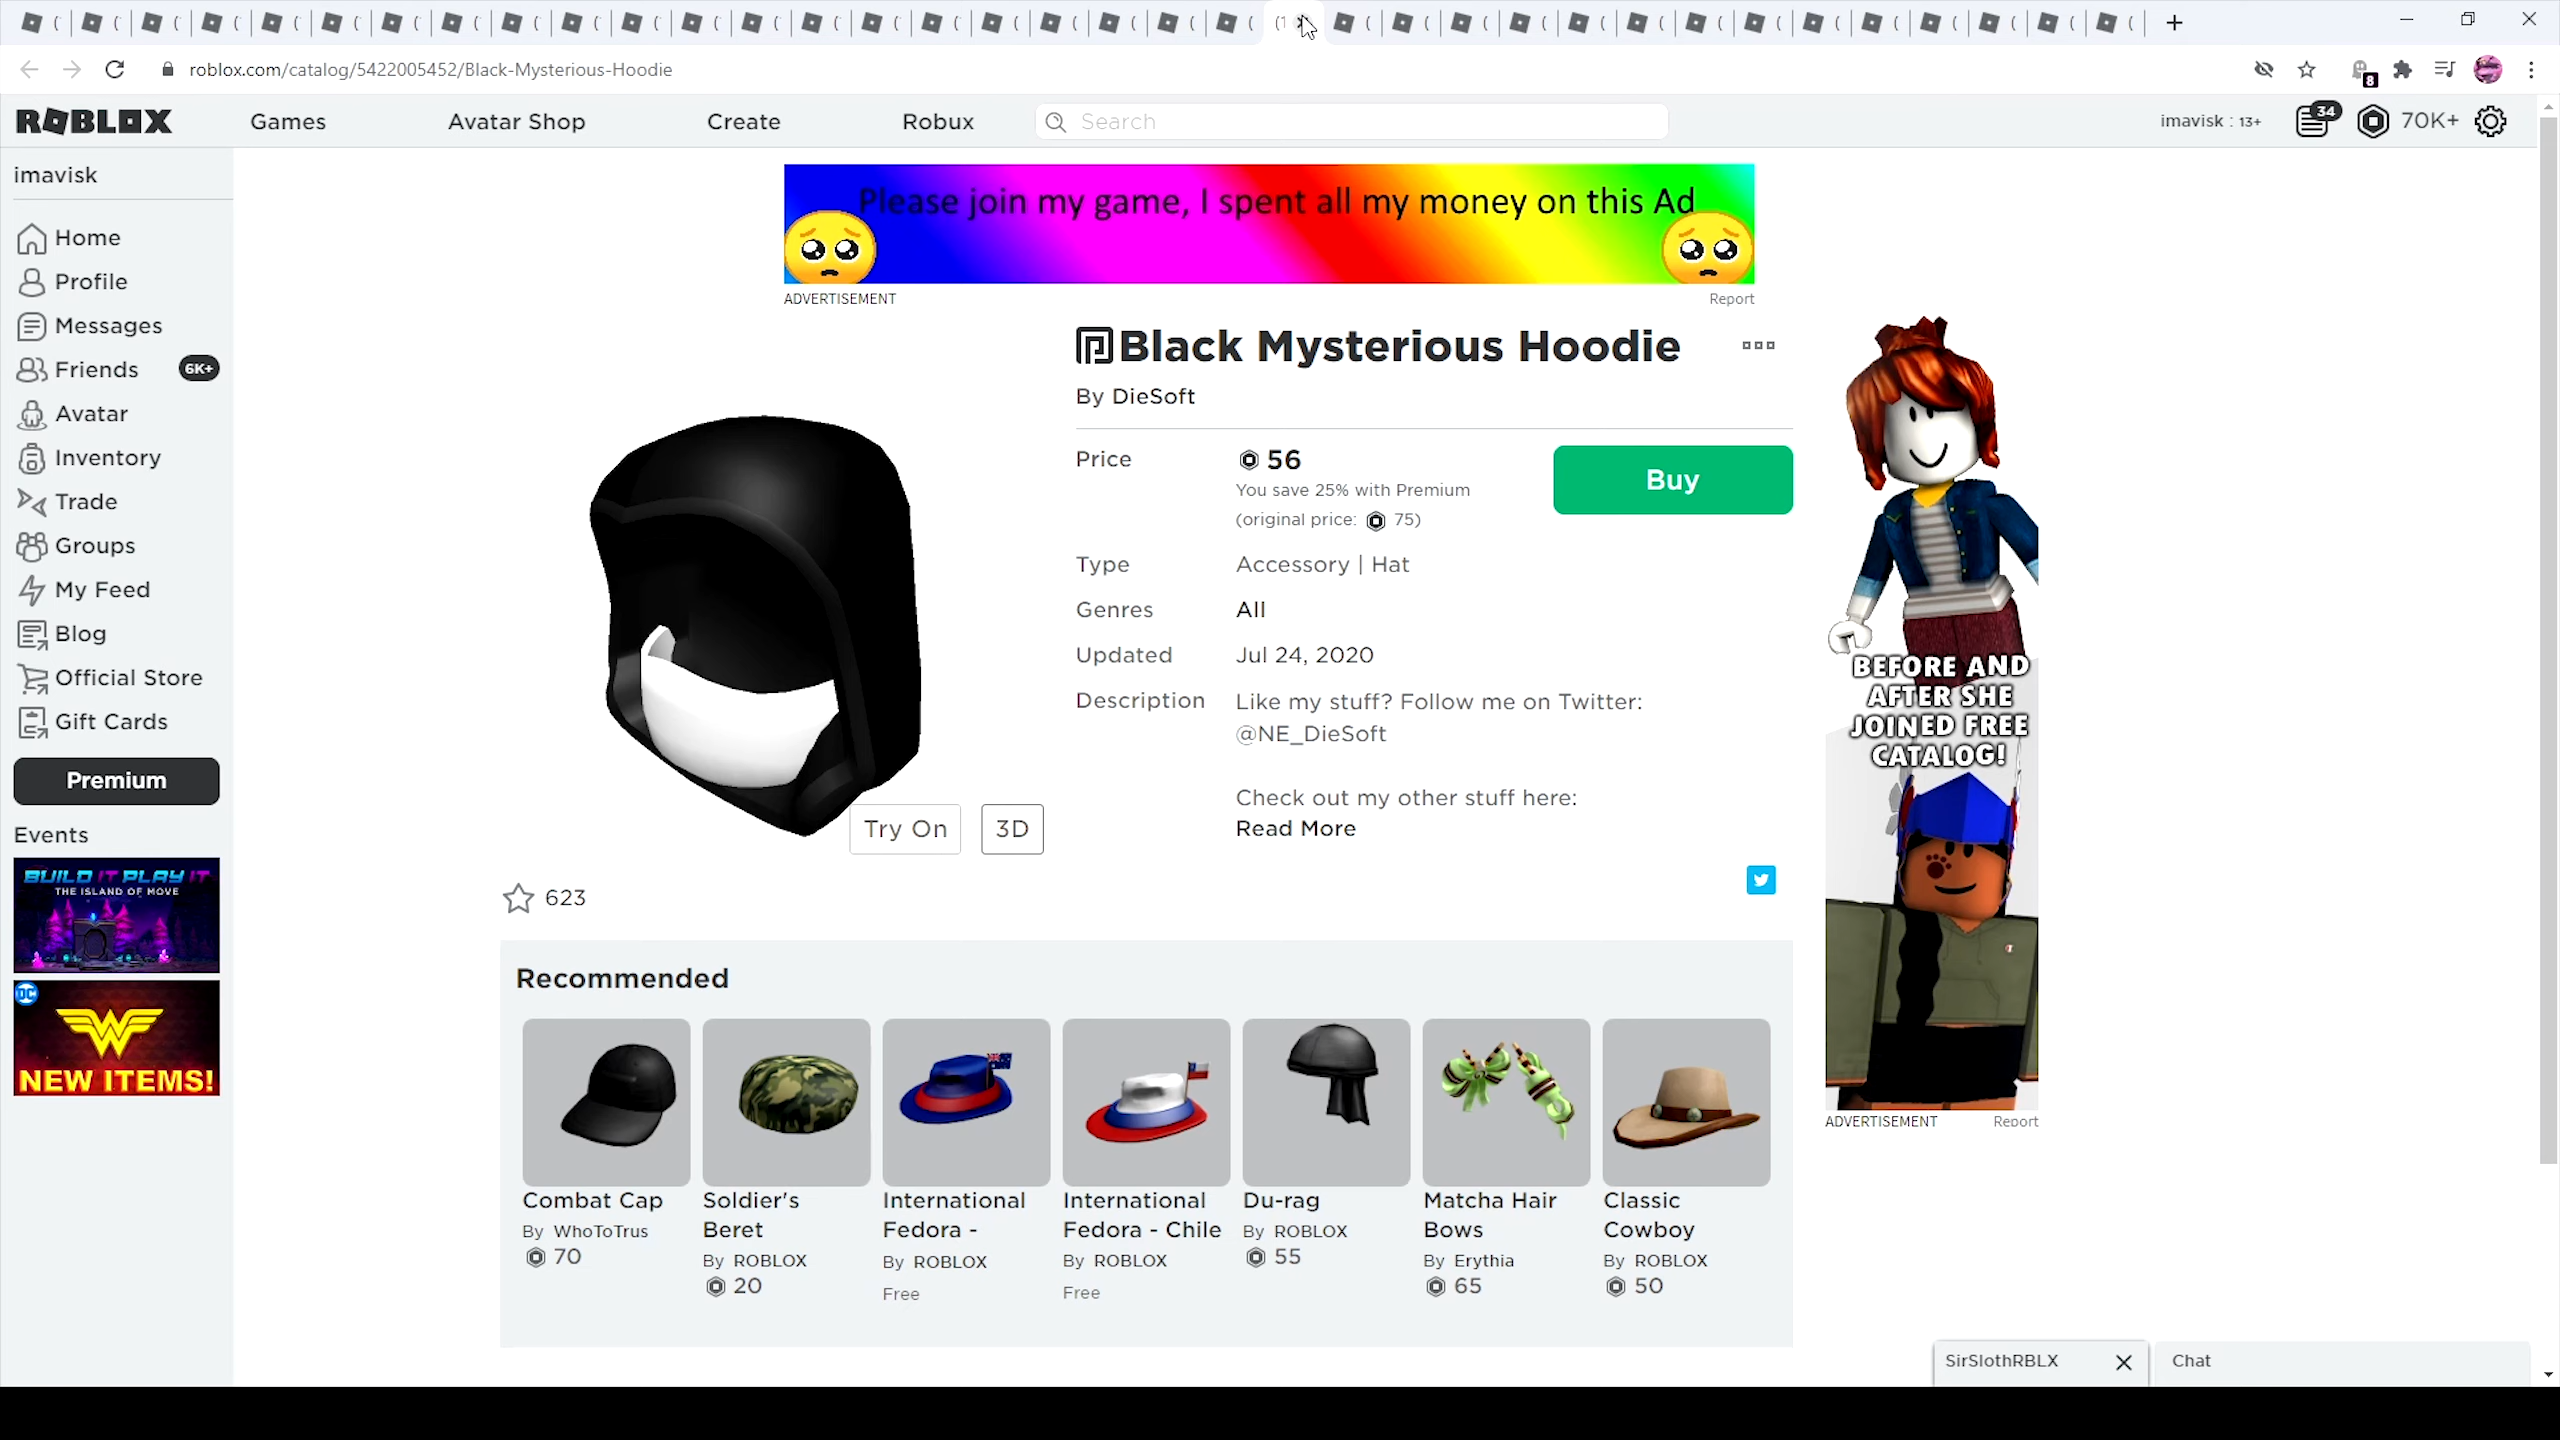 roblox.com/catalog/5422005452/Black-Mysterious-Hoodie
8
ROBLOX
Games
Avatar Shop
Create
Robux
Search
imavisk : 13+
34
70K+
imavisk
Home
Profile
Messages
Friends
6K+
Avatar
Inventory
Trade
Groups
My Feed
Blog
Official Store
Gift Cards
Premium
Events
BUILD IT PLAY IT
THE ISLAND OF MOVE
DC
NEW ITEMS!
Please join my game, I spent all my money on this Ad
ADVERTISEMENT
Report
Black Mysterious Hoodie
By DieSoft
Price
56
You save 25% with Premium
(original price: 75)
Buy
Type
Accessory | Hat
Genres
All
Updated
Jul 24, 2020
Description
Like my stuff? Follow me on Twitter:
@NE_DieSoft
Check out my other stuff here:
Read More
Try On
3D
623
BEFORE AND
AFTER SHE
JOINED FREE
CATALOG!
ADVERTISEMENT
Report
Recommended
Combat Cap
By WhoToTrus
70
Soldier's
Beret
By ROBLOX
20
International
Fedora -
By ROBLOX
Free
International
Fedora - Chile
By ROBLOX
Free
Du-rag
By ROBLOX
55
Matcha Hair
Bows
By Erythia
65
Classic
Cowboy
By ROBLOX
50
SirSlothRBLX
Chat